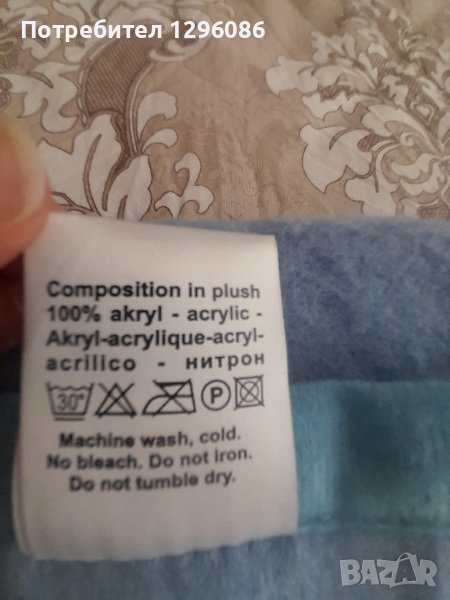 Потребител 1296086
Composition in plush
100% akryl - acrylic -
Akryl-acrylique-acryl-
acrilico - нитрон
30° P
Machine wash, cold.
No bleach. Do not iron.
Do not tumble dry.
BAZAR